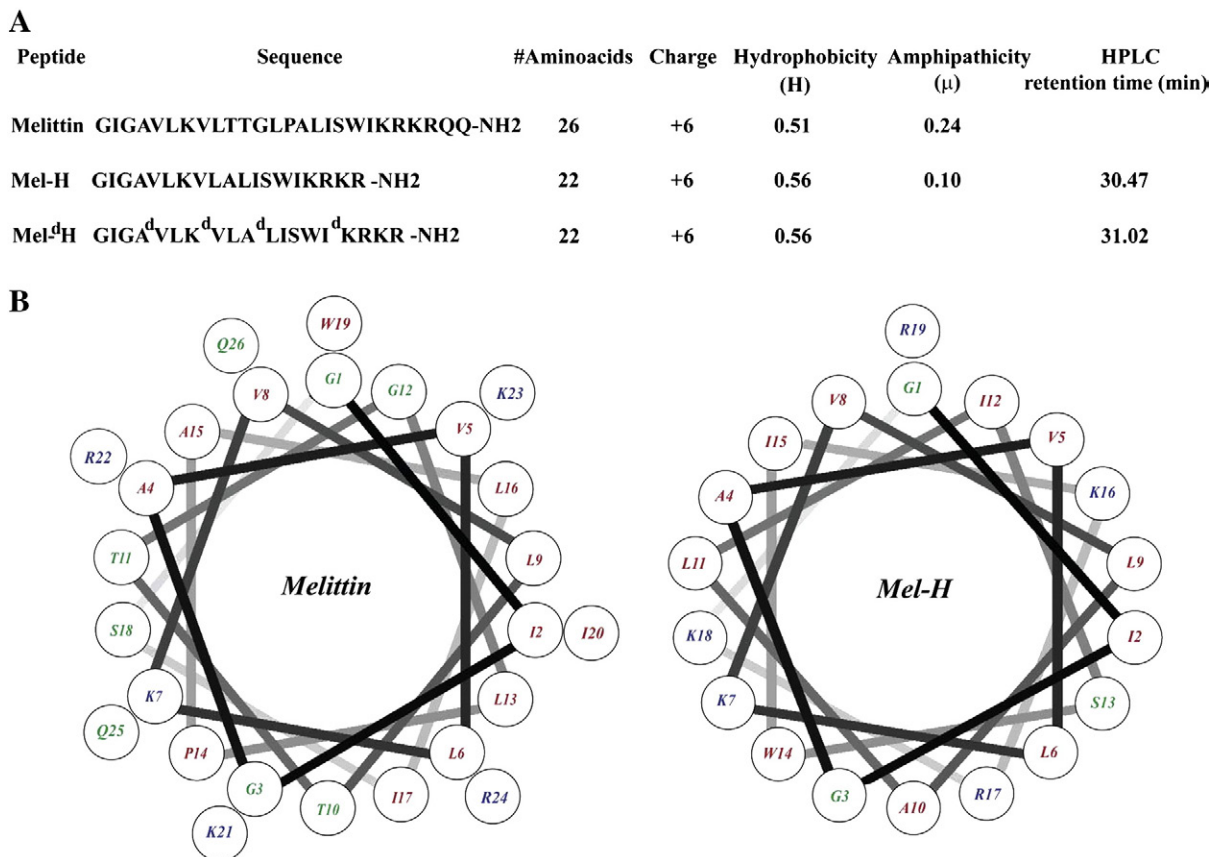 A
Peptide Sequence #Aminoacids Charge Hydrophobicity (H) Amphipathicity (μ) HPLC retention time (min)
Melittin GIGAVLKVLTTGLPALISWIKRKRQQ-NH2 26 +6 0.51 0.24
Mel-H GIGAVLKVLALISWIKRKR -NH2 22 +6 0.56 0.10 30.47
Mel-dH GIGAdVLKdVLAdLISWIdKRKR -NH2 22 +6 0.56 31.02
B
W19
Q26 G1 G12
V8 K23
A15 V5
R22 A4 L16
T11 L9
Melittin
S18 I2 I20
K7 L13
Q25 P14 L6
G3 T10 I17 R24
K21
R19
G1
V8 I12
I15 V5
A4 K16
L11 L9
Mel-H
K18 I2
K7 S13
W14 L6
G3 A10 R17